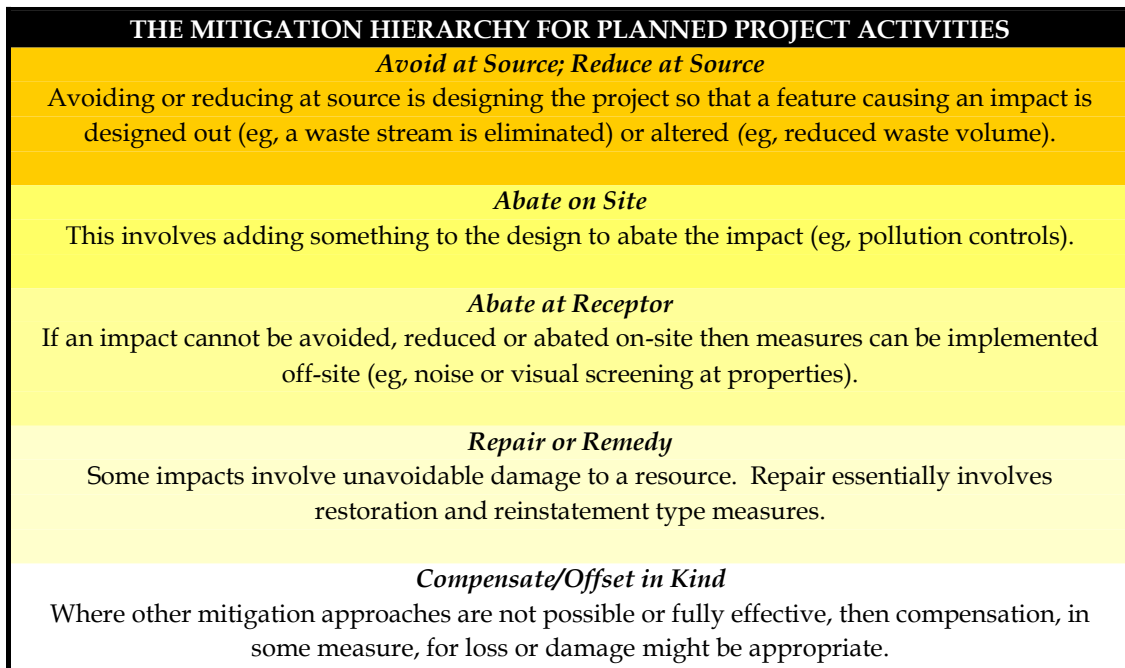 THE MITIGATION HIERARCHY FOR PLANNED PROJECT ACTIVITIES
Avoid at Source; Reduce at Source
Avoiding or reducing at source is designing the project so that a feature causing an impact is
designed out (eg, a waste stream is eliminated) or altered (eg, reduced waste volume).
Abate on Site
This involves adding something to the design to abate the impact (eg, pollution controls).
Abate at Receptor
If an impact cannot be avoided, reduced or abated on-site then measures can be implemented
off-site (eg, noise or visual screening at properties).
Repair or Remedy
Some impacts involve unavoidable damage to a resource.  Repair essentially involves
restoration and reinstatement type measures.
Compensate/Offset in Kind
Where other mitigation approaches are not possible or fully effective, then compensation, in
some measure, for loss or damage might be appropriate.